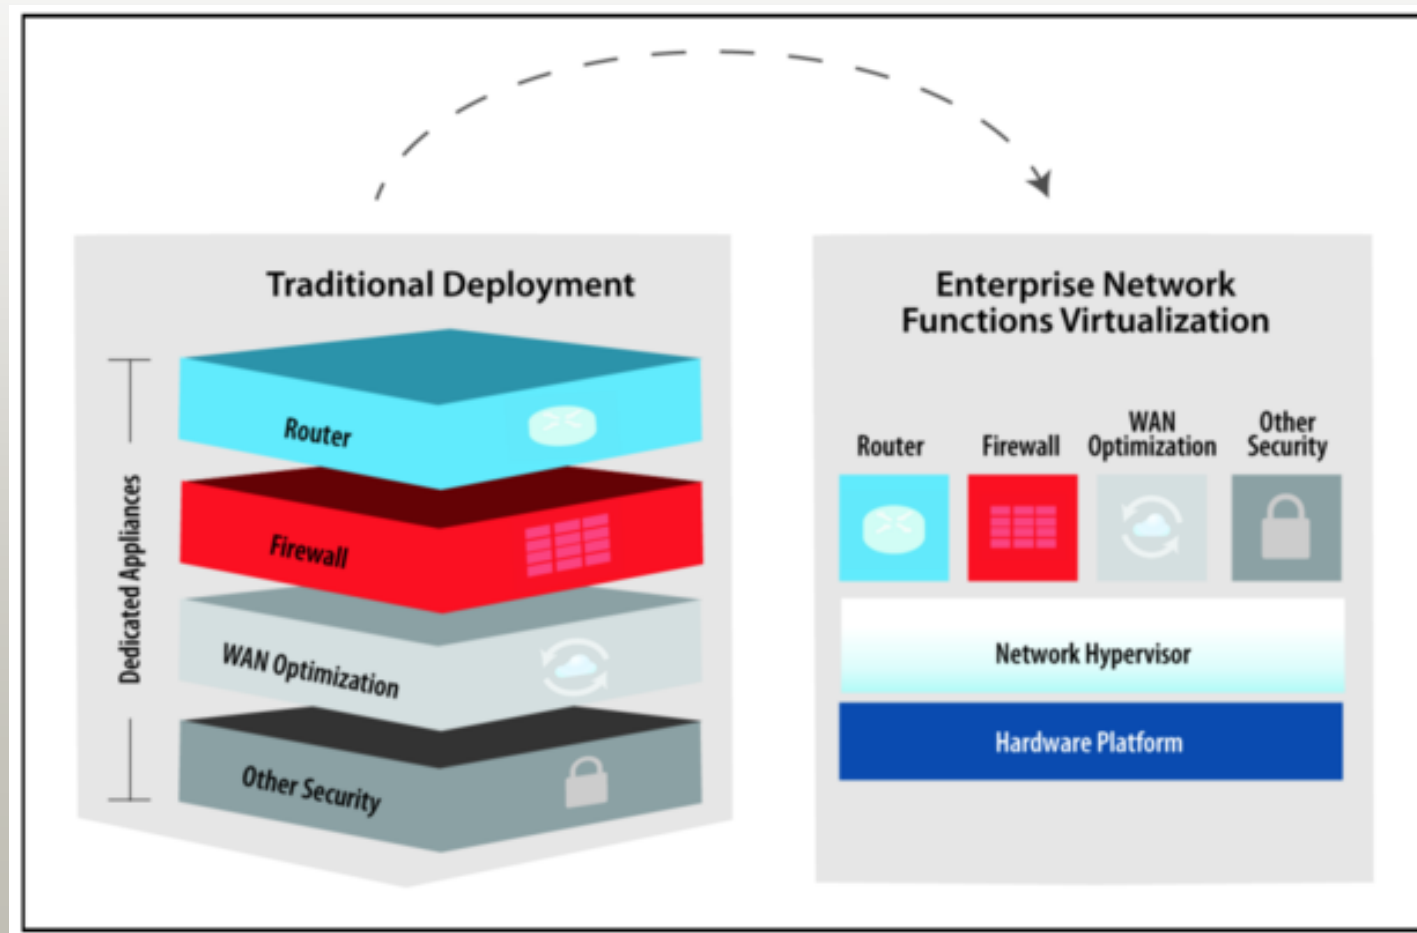 Traditional Deployment
Dedicated Appliances
Router
Firewall
WAN Optimization
Other Security
Enterprise Network
Functions Virtualization
Router
Firewall
WAN
Optimization
Other
Security
Network Hypervisor
Hardware Platform